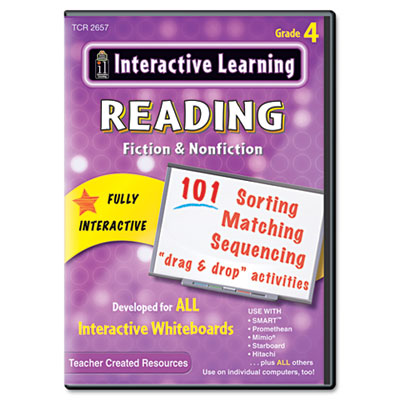 TCR 2657
Grade 4
Interactive Learning
READING
Fiction & Nonfiction
FULLY
INTERACTIVE
101 Sorting
Matching
Sequencing
"drag & drop" activities
Developed for ALL
Interactive Whiteboards
USE WITH
• SMART™
• Promethean
• Mimio®
• Starboard
• Hitachi
. . . plus ALL others
Use on individual computers, too!
Teacher Created Resources